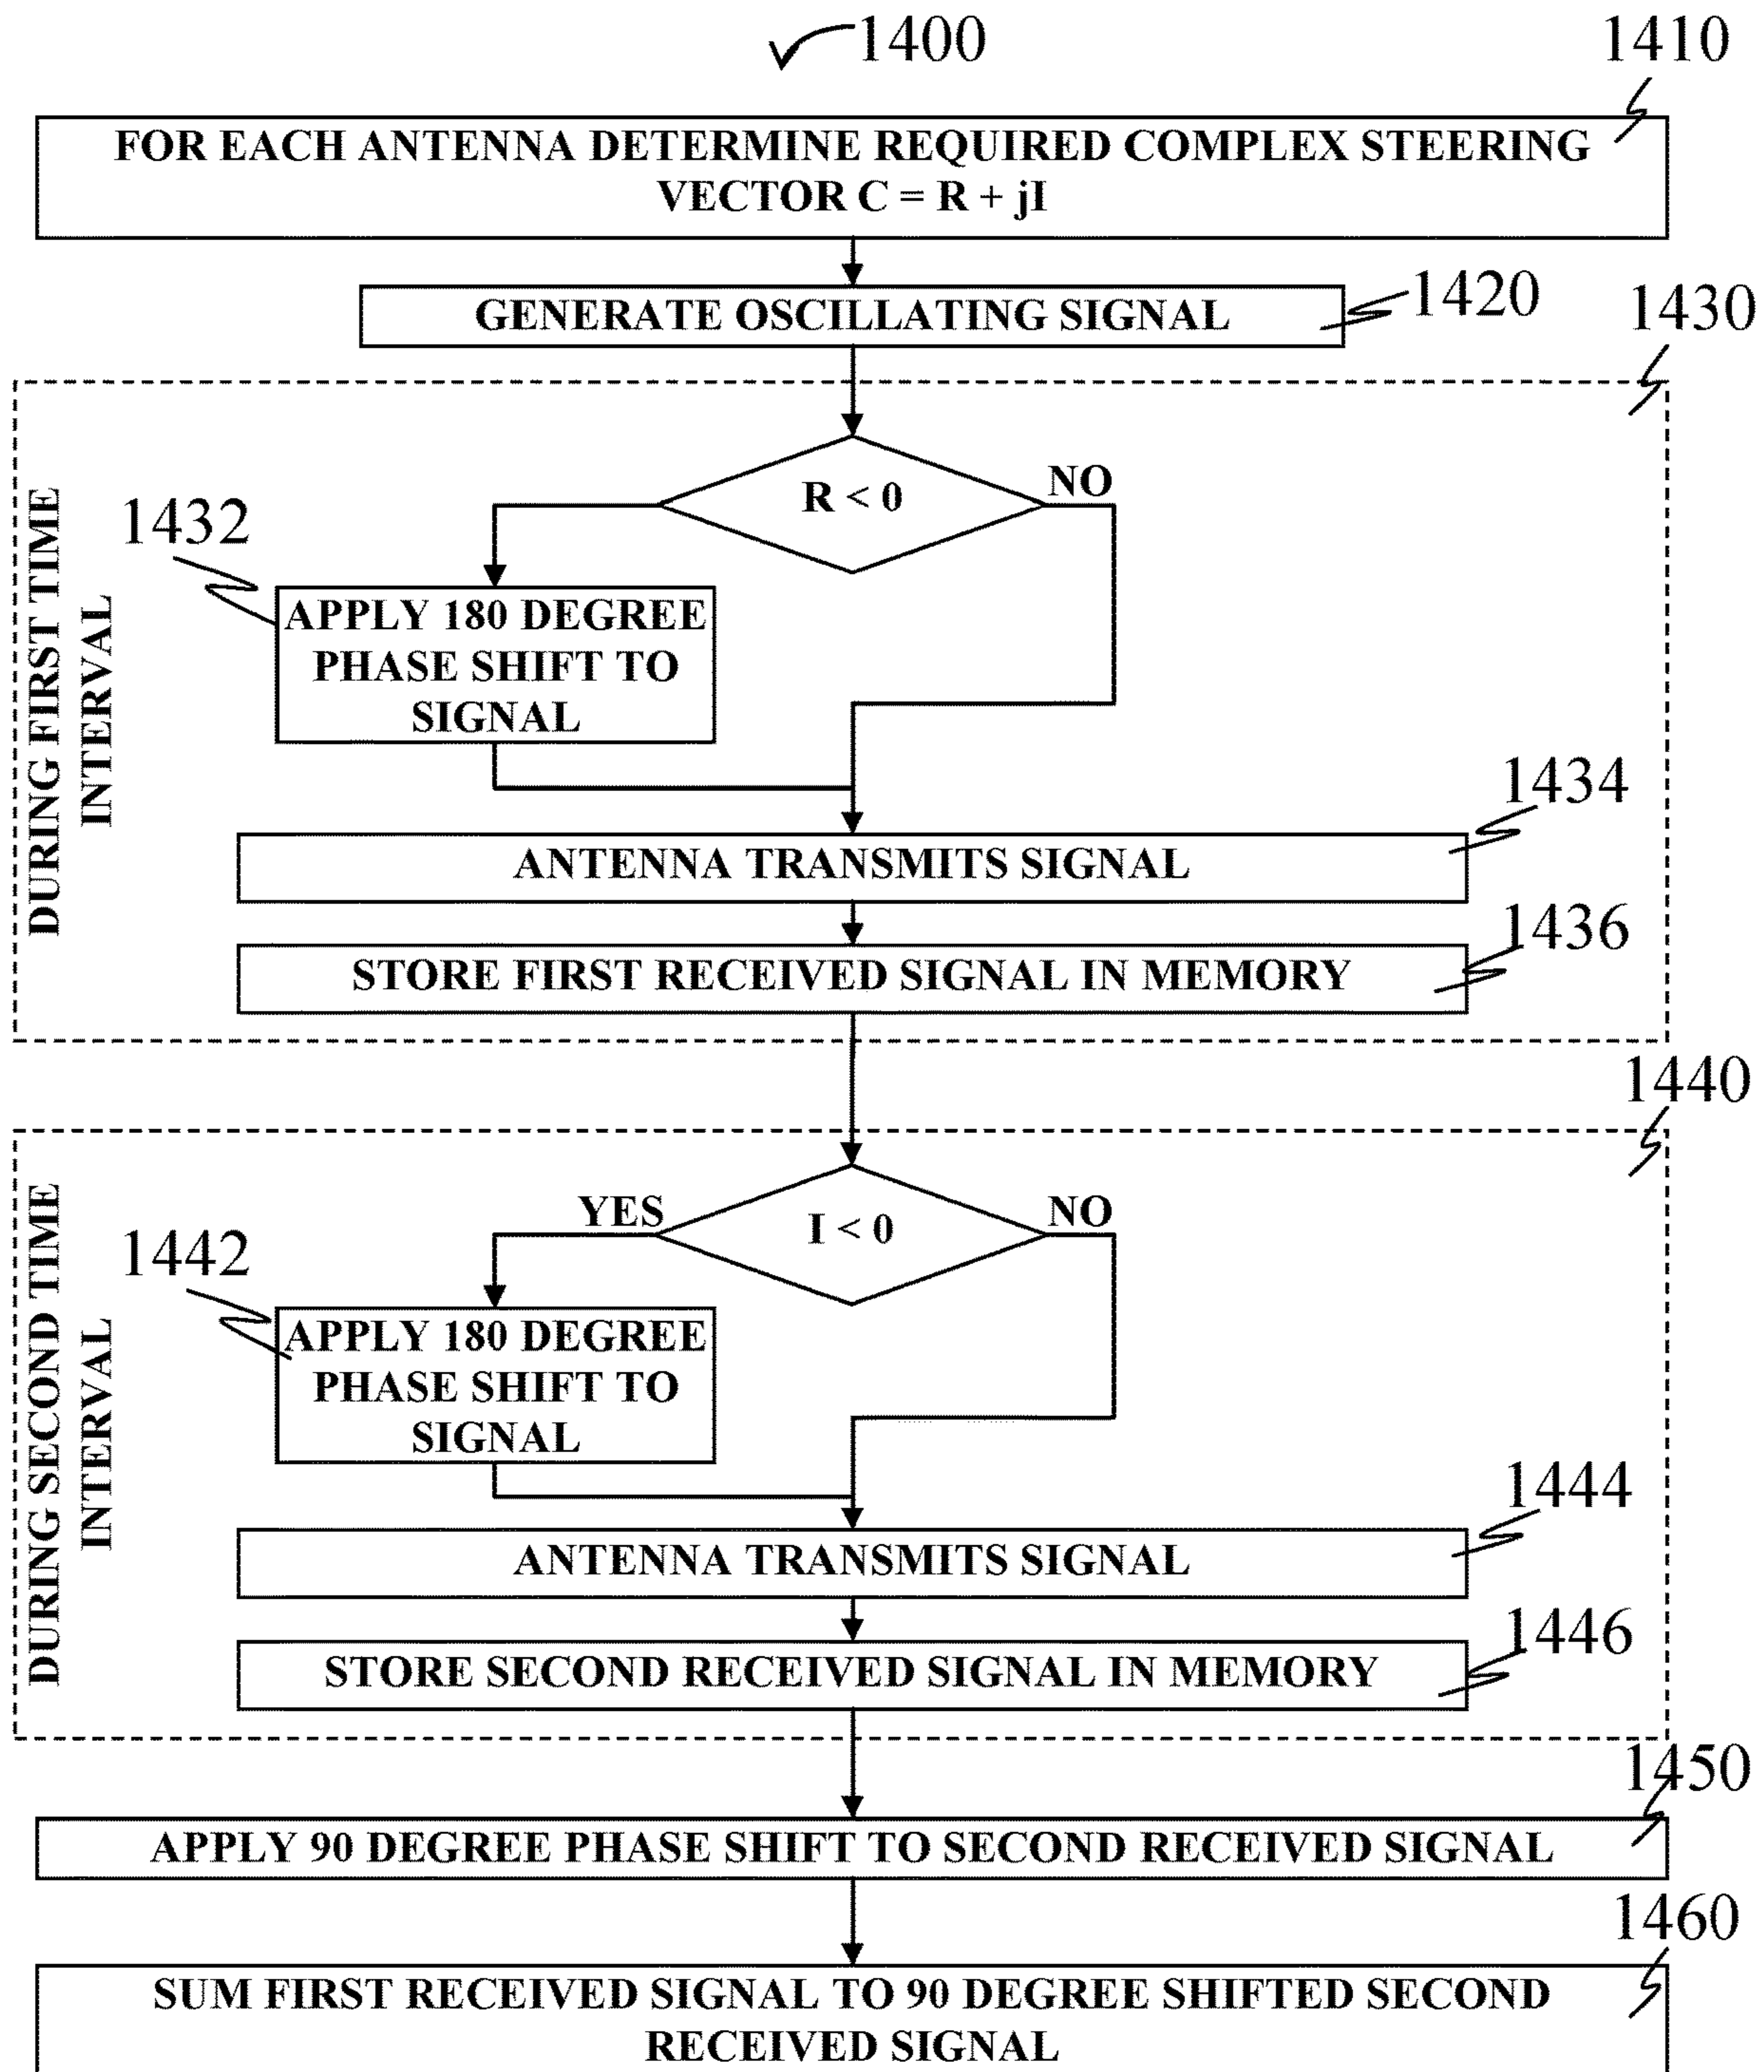 1400
1410
FOR EACH ANTENNA DETERMINE REQUIRED COMPLEX STEERING
VECTOR C = R + jI
GENERATE OSCILLATING SIGNAL
1420
1430
DURING FIRST TIME
INTERVAL
R < 0
NO
1432
APPLY 180 DEGREE
PHASE SHIFT TO
SIGNAL
1434
ANTENNA TRANSMITS SIGNAL
1436
STORE FIRST RECEIVED SIGNAL IN MEMORY
1440
DURING SECOND TIME
INTERVAL
YES
I < 0
NO
1442
APPLY 180 DEGREE
PHASE SHIFT TO
SIGNAL
1444
ANTENNA TRANSMITS SIGNAL
1446
STORE SECOND RECEIVED SIGNAL IN MEMORY
1450
APPLY 90 DEGREE PHASE SHIFT TO SECOND RECEIVED SIGNAL
1460
SUM FIRST RECEIVED SIGNAL TO 90 DEGREE SHIFTED SECOND
RECEIVED SIGNAL